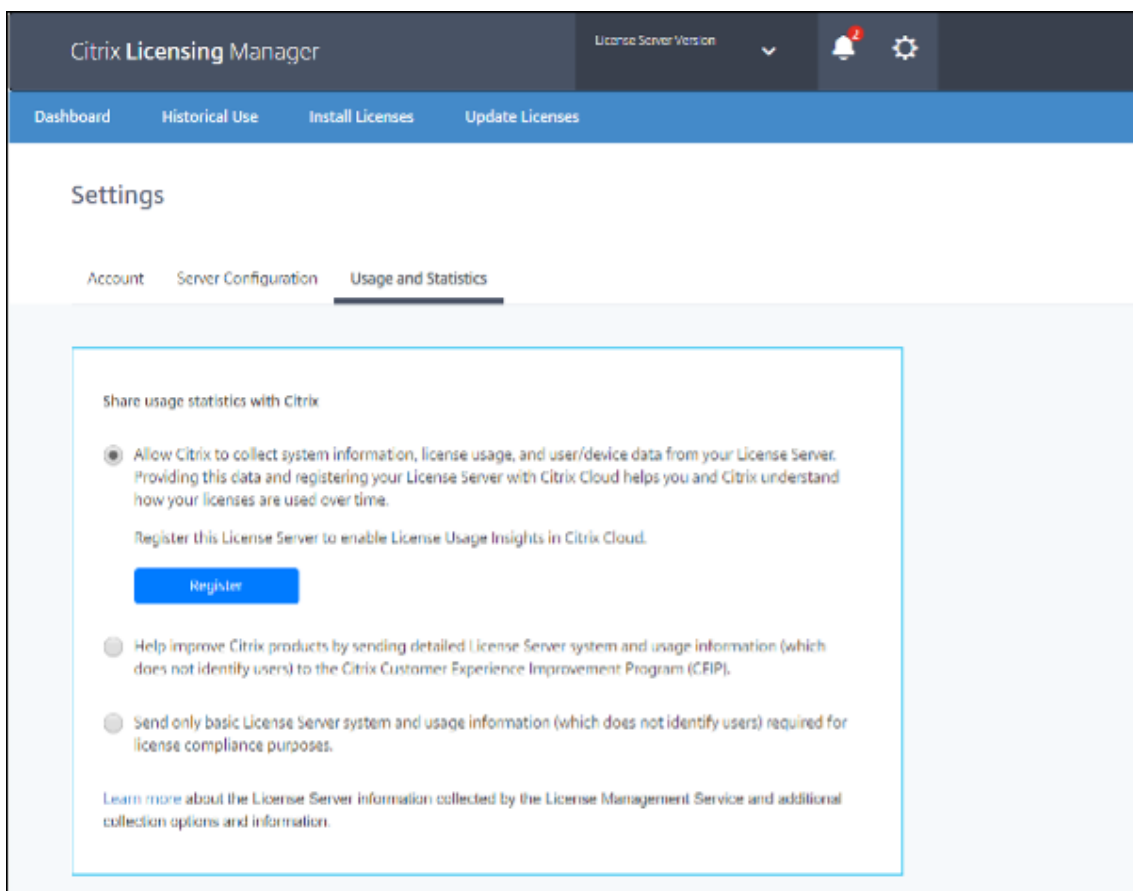 Citrix Licensing Manager
License Server Version
2
Dashboard Historical Use Install Licenses Update Licenses
Settings
Account Server Configuration Usage and Statistics
Share usage statistics with Citrix
Allow Citrix to collect system information, license usage, and user/device data from your License Server.
Providing this data and registering your License Server with Citrix Cloud helps you and Citrix understand
how your licenses are used over time.
Register this License Server to enable License Usage Insights in Citrix Cloud.
Register
Help improve Citrix products by sending detailed License Server system and usage information (which
does not identify users) to the Citrix Customer Experience Improvement Program (CEIP).
Send only basic License Server system and usage information (which does not identify users) required for
license compliance purposes.
Learn more about the License Server information collected by the License Management Service and additional
collection options and information.